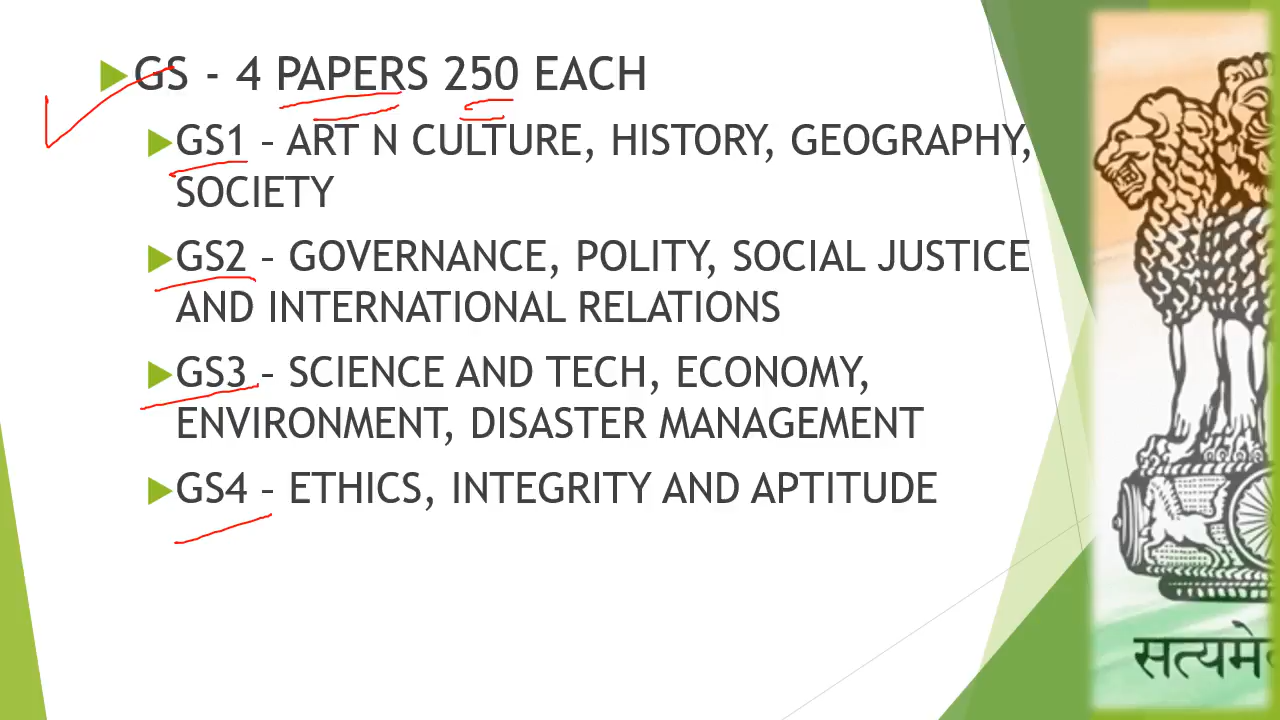 GS - 4 PAPERS 250 EACH
GS1 – ART N CULTURE, HISTORY, GEOGRAPHY,
SOCIETY
GS2 – GOVERNANCE, POLITY, SOCIAL JUSTICE
AND INTERNATIONAL RELATIONS
GS3 – SCIENCE AND TECH, ECONOMY,
ENVIRONMENT, DISASTER MANAGEMENT
GS4 – ETHICS, INTEGRITY AND APTITUDE